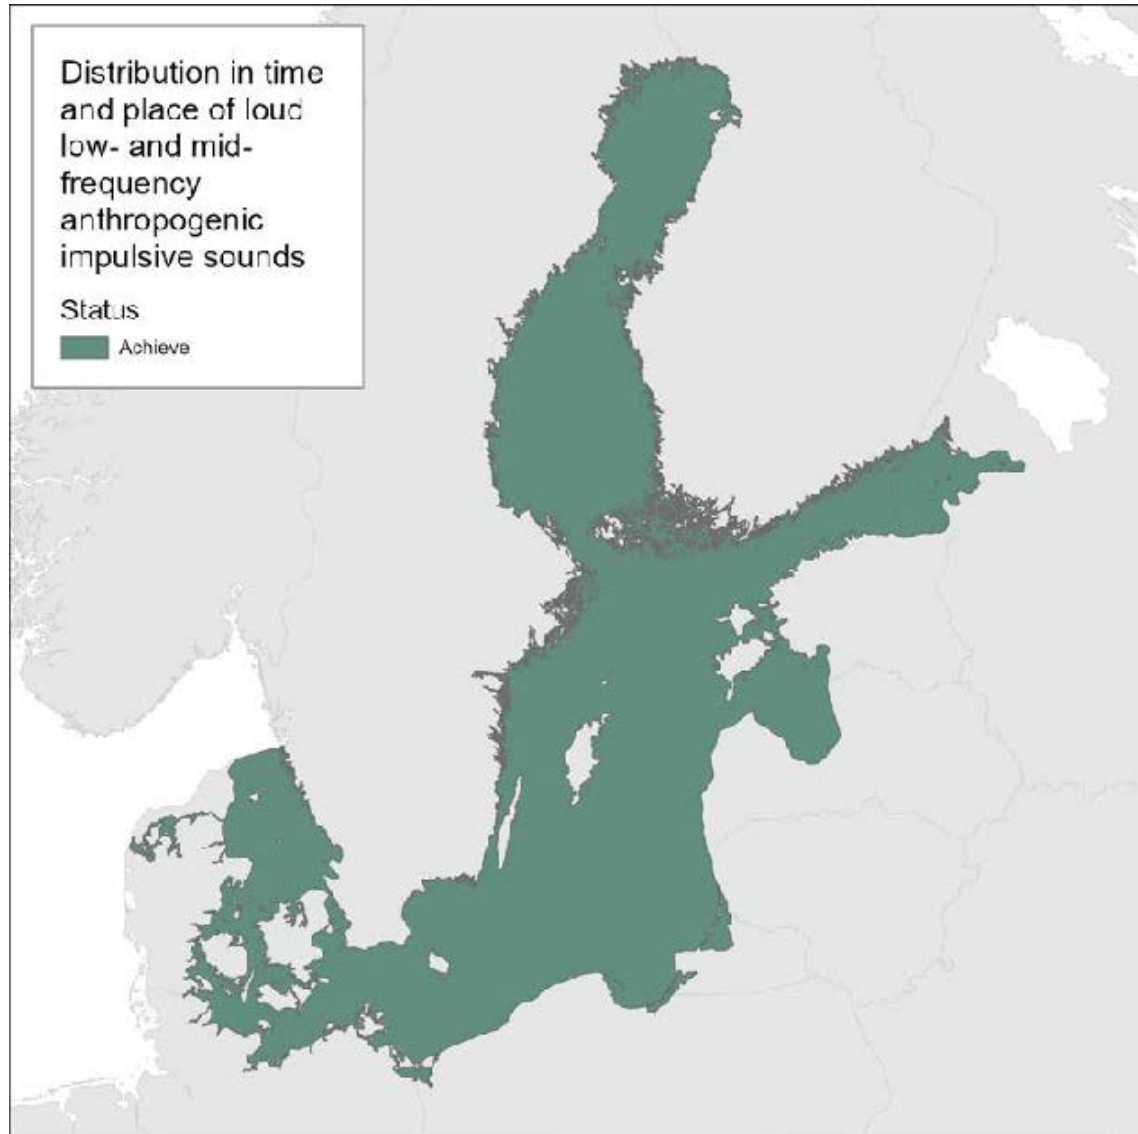 Distribution in time
and place of loud
low- and mid-
frequency
anthropogenic
impulsive sounds
Status
Achieve